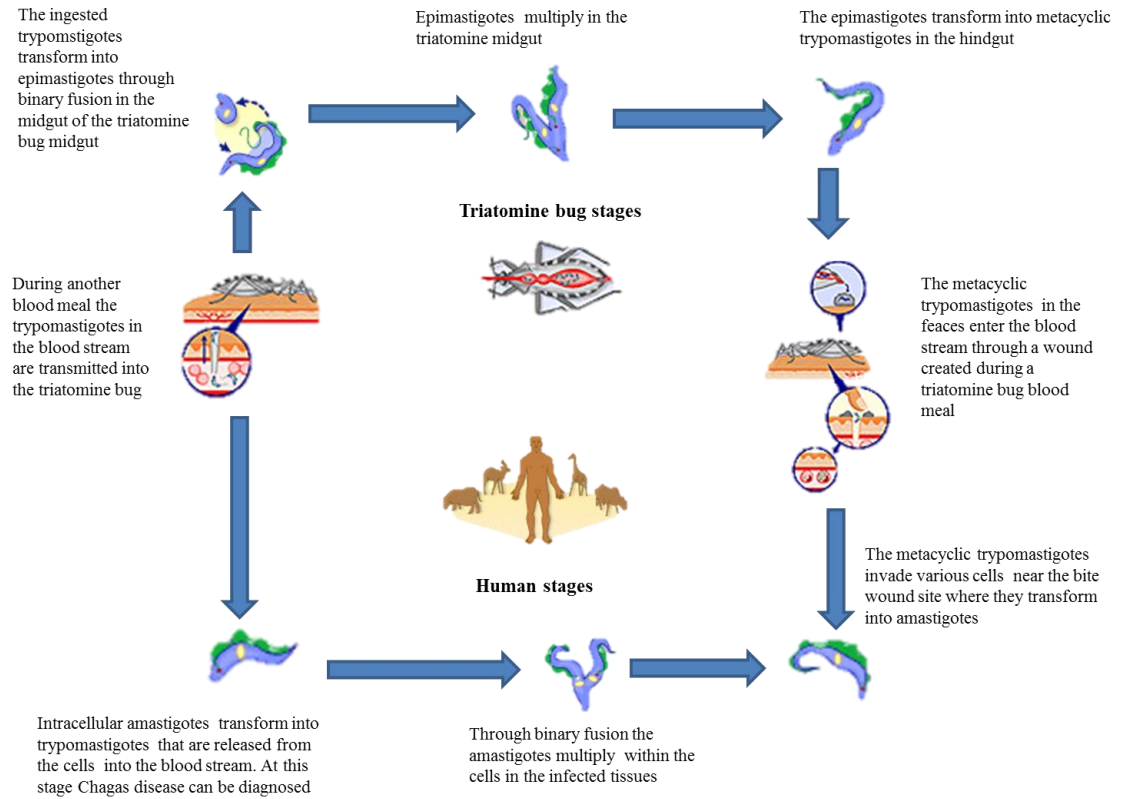 The ingested
trypomstigotes
transform into
epimastigotes through
binary fusion in the
midgut of the triatomine
bug midgut
Epimastigotes multiply in the
triatomine midgut
The epimastigotes transform into metacyclic
trypomastigotes in the hindgut
Triatomine bug stages
During another
blood meal the
trypomastigotes in
the blood stream
are transmitted into
the triatomine bug
The metacyclic
trypomastigotes in the
feaces enter the blood
stream through a wound
created during a
triatomine bug blood
meal
Human stages
The metacyclic trypomastigotes
invade various cells near the bite
wound site where they transform
into amastigotes
Intracellular amastigotes transform into
trypomastigotes that are released from
the cells into the blood stream. At this
stage Chagas disease can be diagnosed
Through binary fusion the
amastigotes multiply within the
cells in the infected tissues